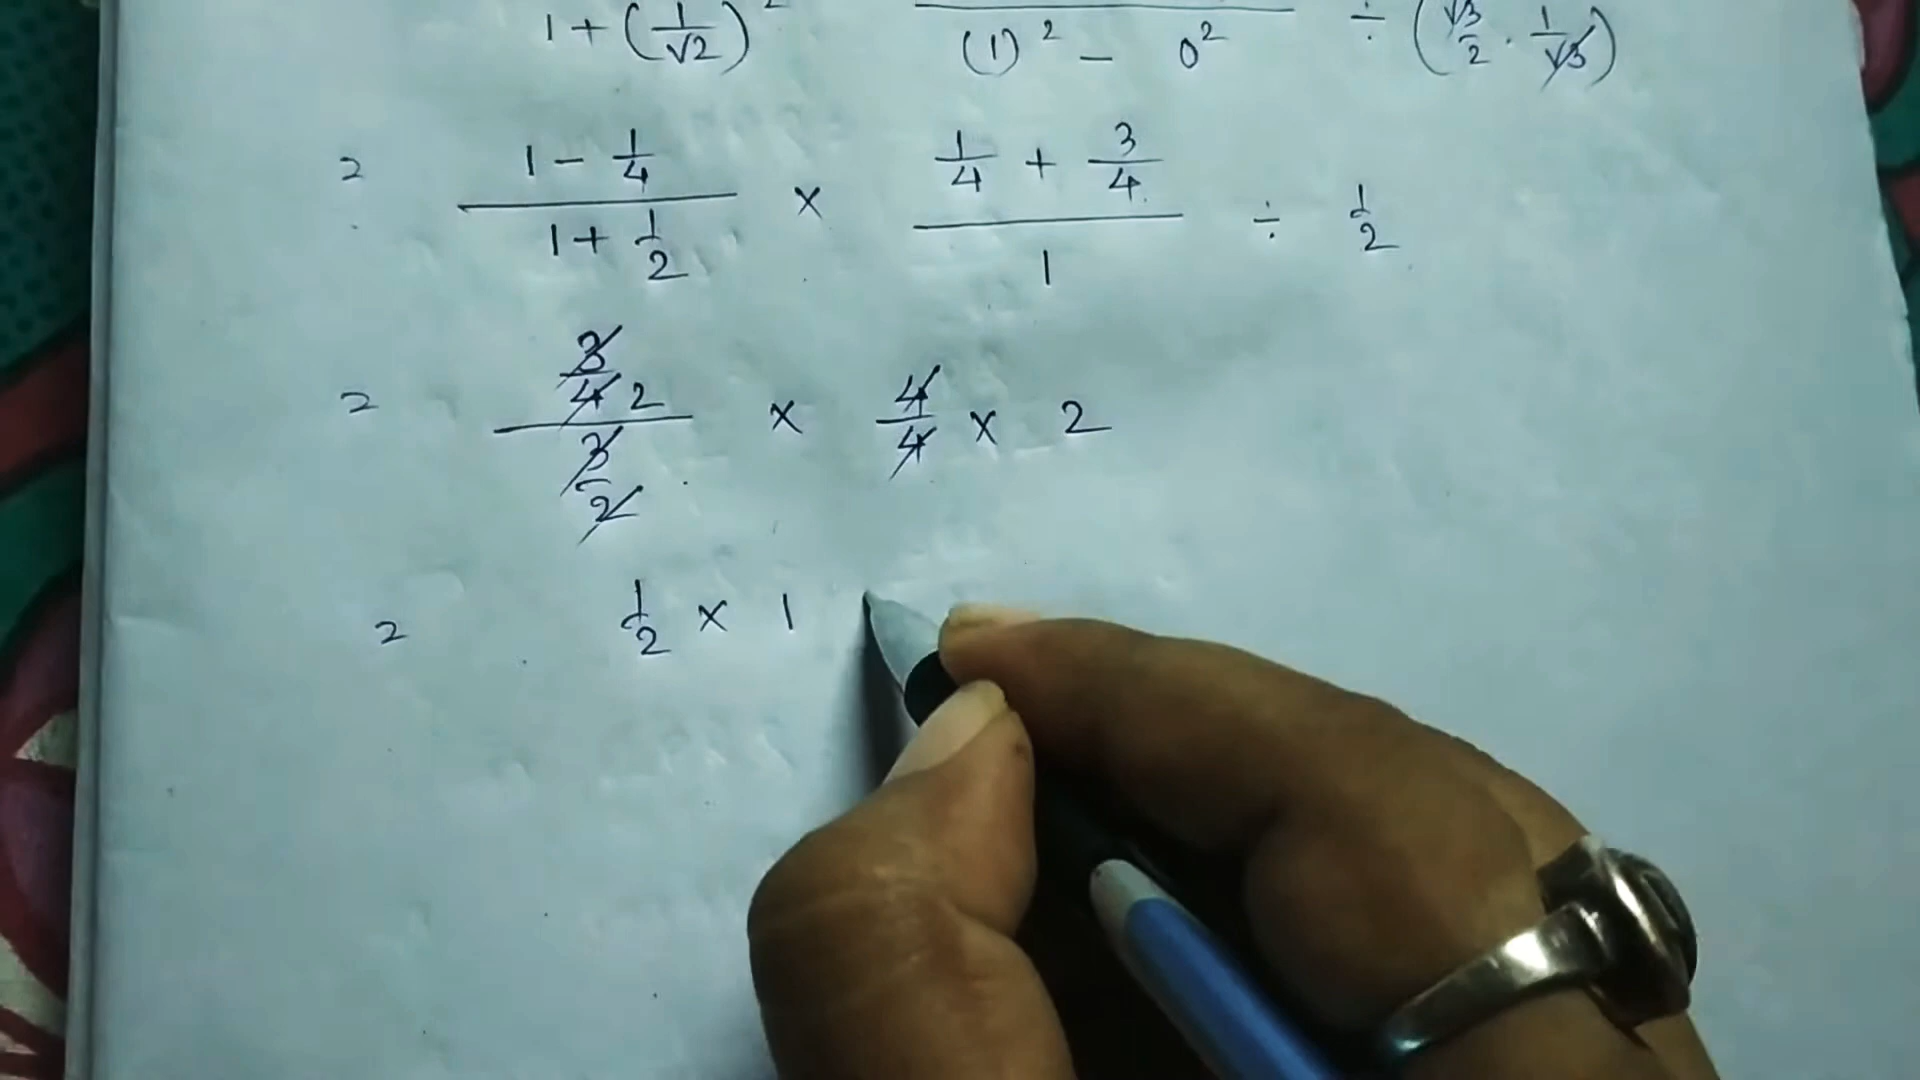 1 + (1/√2)² (1)² - 0² ÷ (√3/2 · 1/√3)
= (1 - 1/4)/(1 + 1/2) × (1/4 + 3/4)/1 ÷ 1/2
= (3/4 2)/(3/2) × 4/4 × 2
= 1/2 × 1